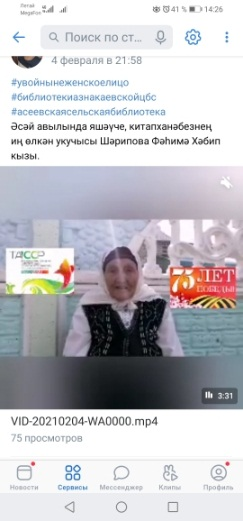 Летай
MegaFon
41 %
14:26
Поиск по ст...
4 февраля в 21:58
#увойнынеженскоелицо
#библиотекиазнакаевскойцбс
#асеевскаясельскаябиблиотека
Әсәй авылында яшәүче, китапханәбезнең
иң өлкән укучысы Шәрипова Фәһимә Хәбип
кызы.
ТАССР
75 ЛЕТ
ПОБЕДЫ!
3:31
VID-20210204-WA0000.mp4
75 просмотров
Новости Сервисы Мессенджер Клипы Профиль